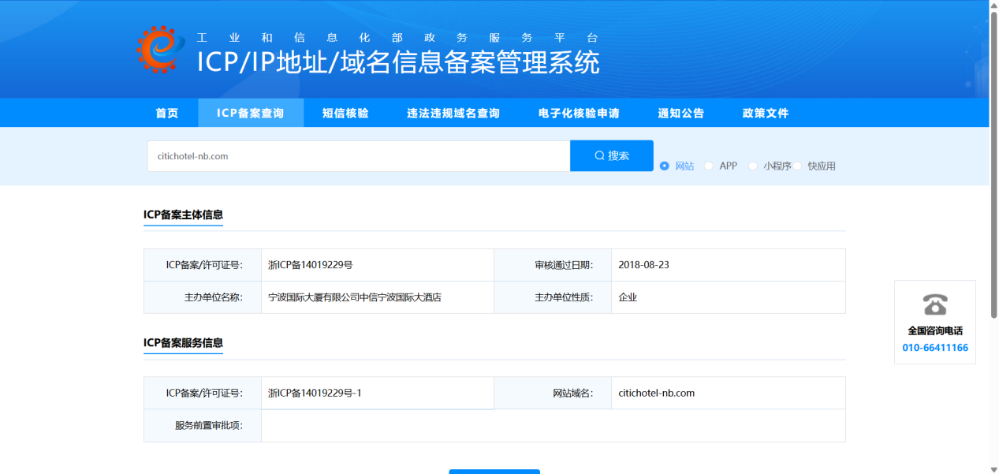 工业和信息化部政务服务平台
ICP/IP地址/域名信息备案管理系统
首页 ICP备案查询 短信核验 违法违规域名查询 电子化核验申请 通知公告 政策文件
citichotel-nb.com 搜索 网站 APP 小程序 快应用
ICP备案主体信息
ICP备案/许可证号: 浙ICP备14019229号 审核通过日期: 2018-08-23
主办单位名称: 宁波国际大厦有限公司中信宁波国际大酒店 主办单位性质: 企业
全国咨询电话
010-66411166
ICP备案服务信息
ICP备案/许可证号: 浙ICP备14019229号-1 网站域名: citichotel-nb.com
服务前置审批项: